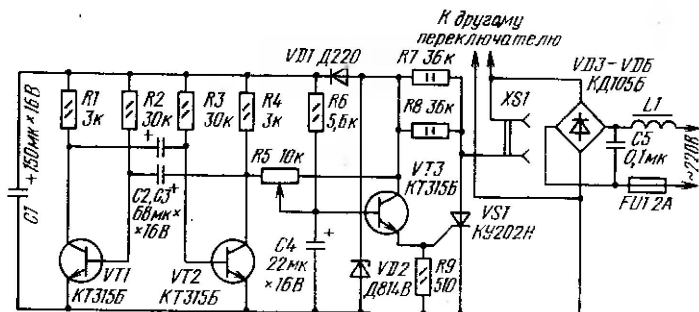 К другому
переключателю
VD1 Д220
R7 36к
VD3-VD6
КД105Б
R1
3к
R2
30к
R3
30к
R4
3к
R6
5,6к
R8 36к
XS1
L1
+150мк×16В
C1
R5 10к
VT3
КТ315Б
C5
0,1мк
~220В
C2,C3
68мк×
×16В
FU1 2А
VS1
КУ202Н
VT1
КТ315Б
VT2
КТ315Б
C4
22мк
×16В
VD2
Д814В
R9
510